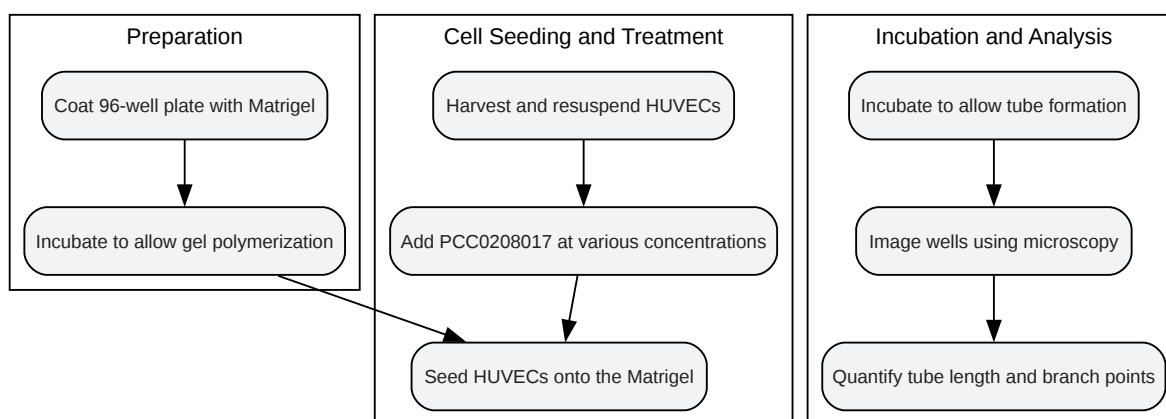 Preparation
Coat 96-well plate with Matrigel
Incubate to allow gel polymerization
Cell Seeding and Treatment
Harvest and resuspend HUVECs
Add PCC0208017 at various concentrations
Seed HUVECs onto the Matrigel
Incubation and Analysis
Incubate to allow tube formation
Image wells using microscopy
Quantify tube length and branch points